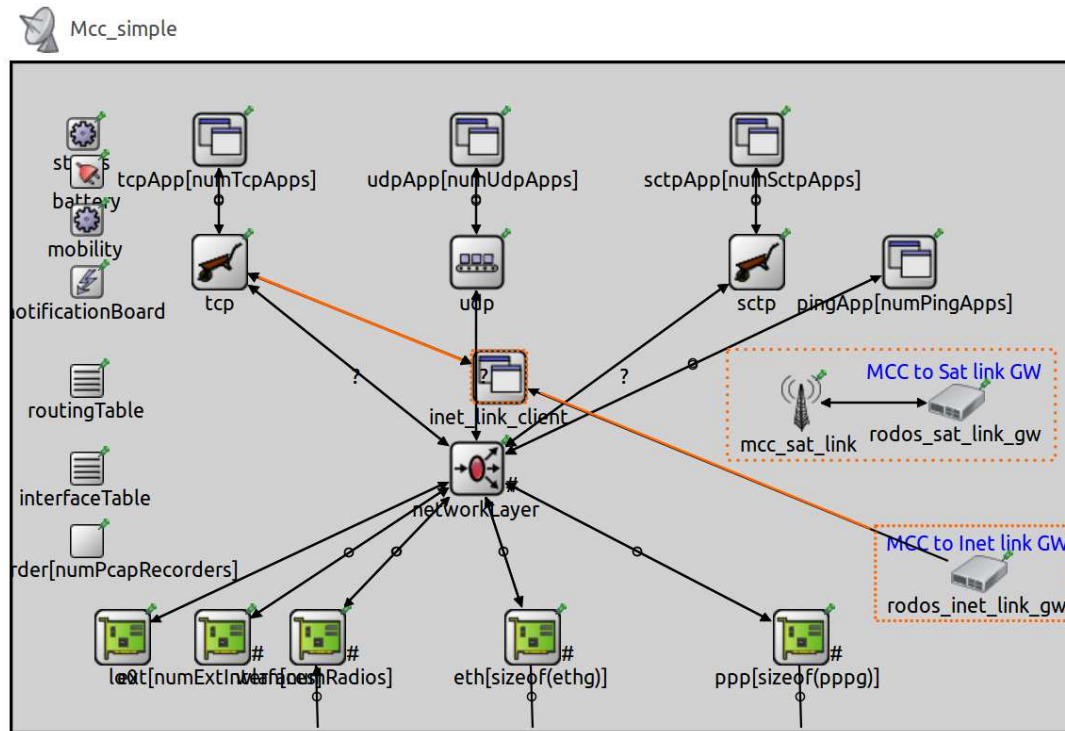 Mcc_simple
tcpApp[numTcpApps]
udpApp[numUdpApps]
sctpApp[numSctpApps]
battery
mobility
tcp
udp
sctp
pingApp[numPingApps]
notificationBoard
?
?
?
MCC to Sat link GW
routingTable
inet_link_client
mcc_sat_link
rodos_sat_link_gw
interfaceTable
#
networkLayer
MCC to Inet link GW
rder[numPcapRecorders]
rodos_inet_link_gw
#
#
#
#
eth[sizeof(ethg)]
ppp[sizeof(pppg)]